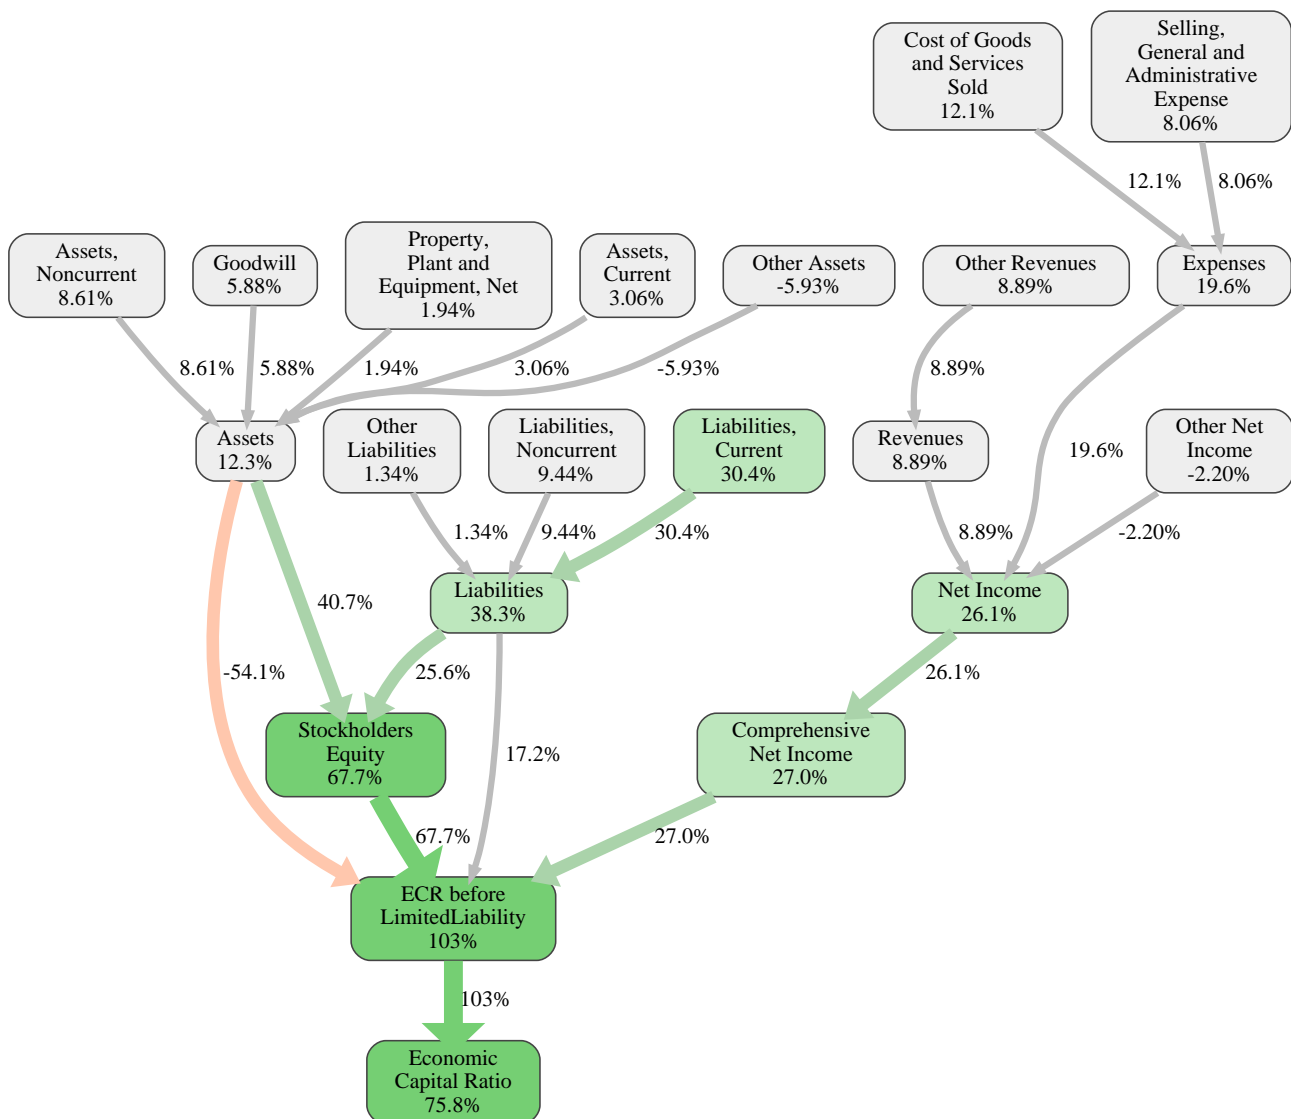 Cost of Goods
and Services
Sold
12.1%
Selling,
General and
Administrative
Expense
8.06%
12.1%
8.06%
Assets,
Noncurrent
8.61%
Goodwill
5.88%
Property,
Plant and
Equipment, Net
1.94%
Assets,
Current
3.06%
Other Assets
-5.93%
Other Revenues
8.89%
Expenses
19.6%
8.61%
5.88%
1.94%
3.06%
-5.93%
8.89%
Assets
12.3%
Other
Liabilities
1.34%
Liabilities,
Noncurrent
9.44%
Liabilities,
Current
30.4%
Revenues
8.89%
19.6%
Other Net
Income
-2.20%
1.34%
9.44%
30.4%
8.89%
-2.20%
40.7%
Liabilities
38.3%
Net Income
26.1%
-54.1%
25.6%
26.1%
Stockholders
Equity
67.7%
17.2%
Comprehensive
Net Income
27.0%
67.7%
27.0%
ECR before
LimitedLiability
103%
103%
Economic
Capital Ratio
75.8%